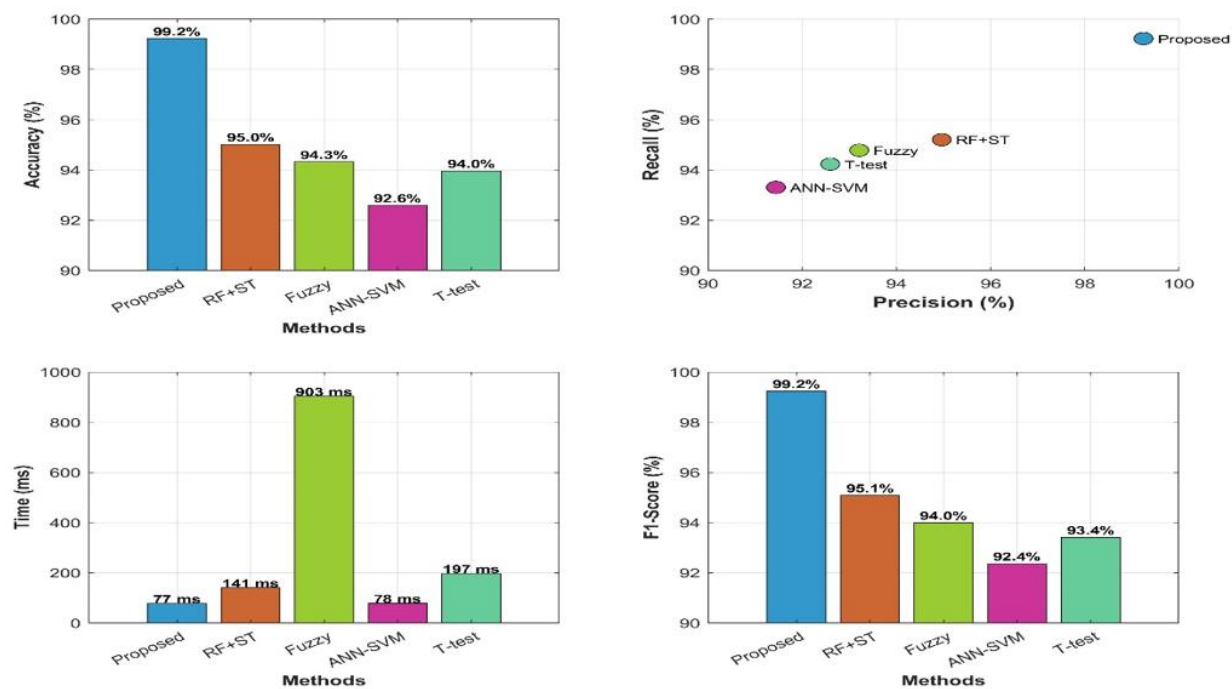 100
99.2%
98
96
95.0%
94.3%
94.0%
94
92.6%
92
90
Accuracy (%)
Proposed
RF+ST
Fuzzy
ANN-SVM
T-test
Methods
100
Proposed
98
96
RF+ST
Fuzzy
T-test
94
ANN-SVM
92
90
Recall (%)
90
92
94
96
98
100
Precision (%)
1000
903 ms
800
600
400
200
197 ms
141 ms
77 ms
78 ms
0
Time (ms)
Proposed
RF+ST
Fuzzy
ANN-SVM
T-test
Methods
100
99.2%
98
96
95.1%
94.0%
94
93.4%
92.4%
92
90
F1-Score (%)
Proposed
RF+ST
Fuzzy
ANN-SVM
T-test
Methods